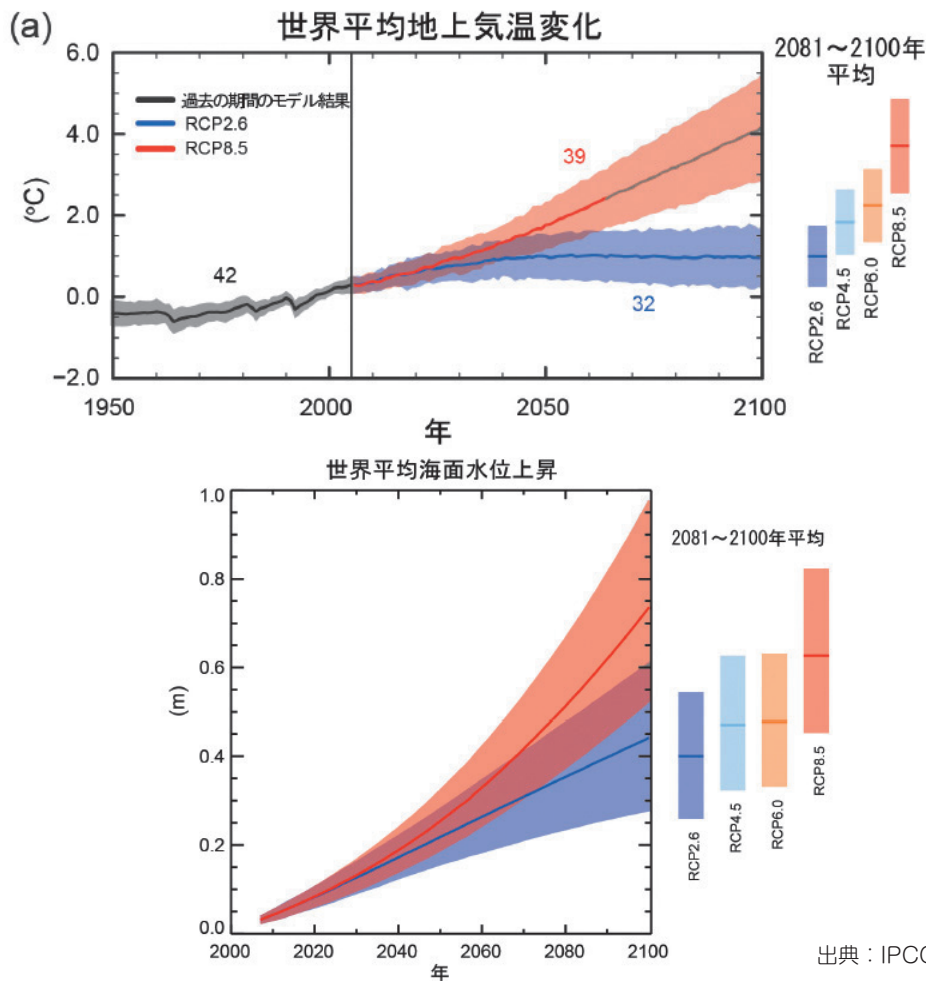 (a)
世界平均地上気温変化
2081～2100年
平均
6.0
4.0
2.0
0.0
−2.0
(°C)
過去の期間のモデル結果
RCP2.6
RCP8.5
42
39
32
1950
2000
2050
2100
年
RCP2.6
RCP4.5
RCP6.0
RCP8.5
世界平均海面水位上昇
1.0
0.8
0.6
0.4
0.2
0.0
(m)
2000
2020
2040
2060
2080
2100
年
2081～2100年平均
RCP2.6
RCP4.5
RCP6.0
RCP8.5
出典：IPCC